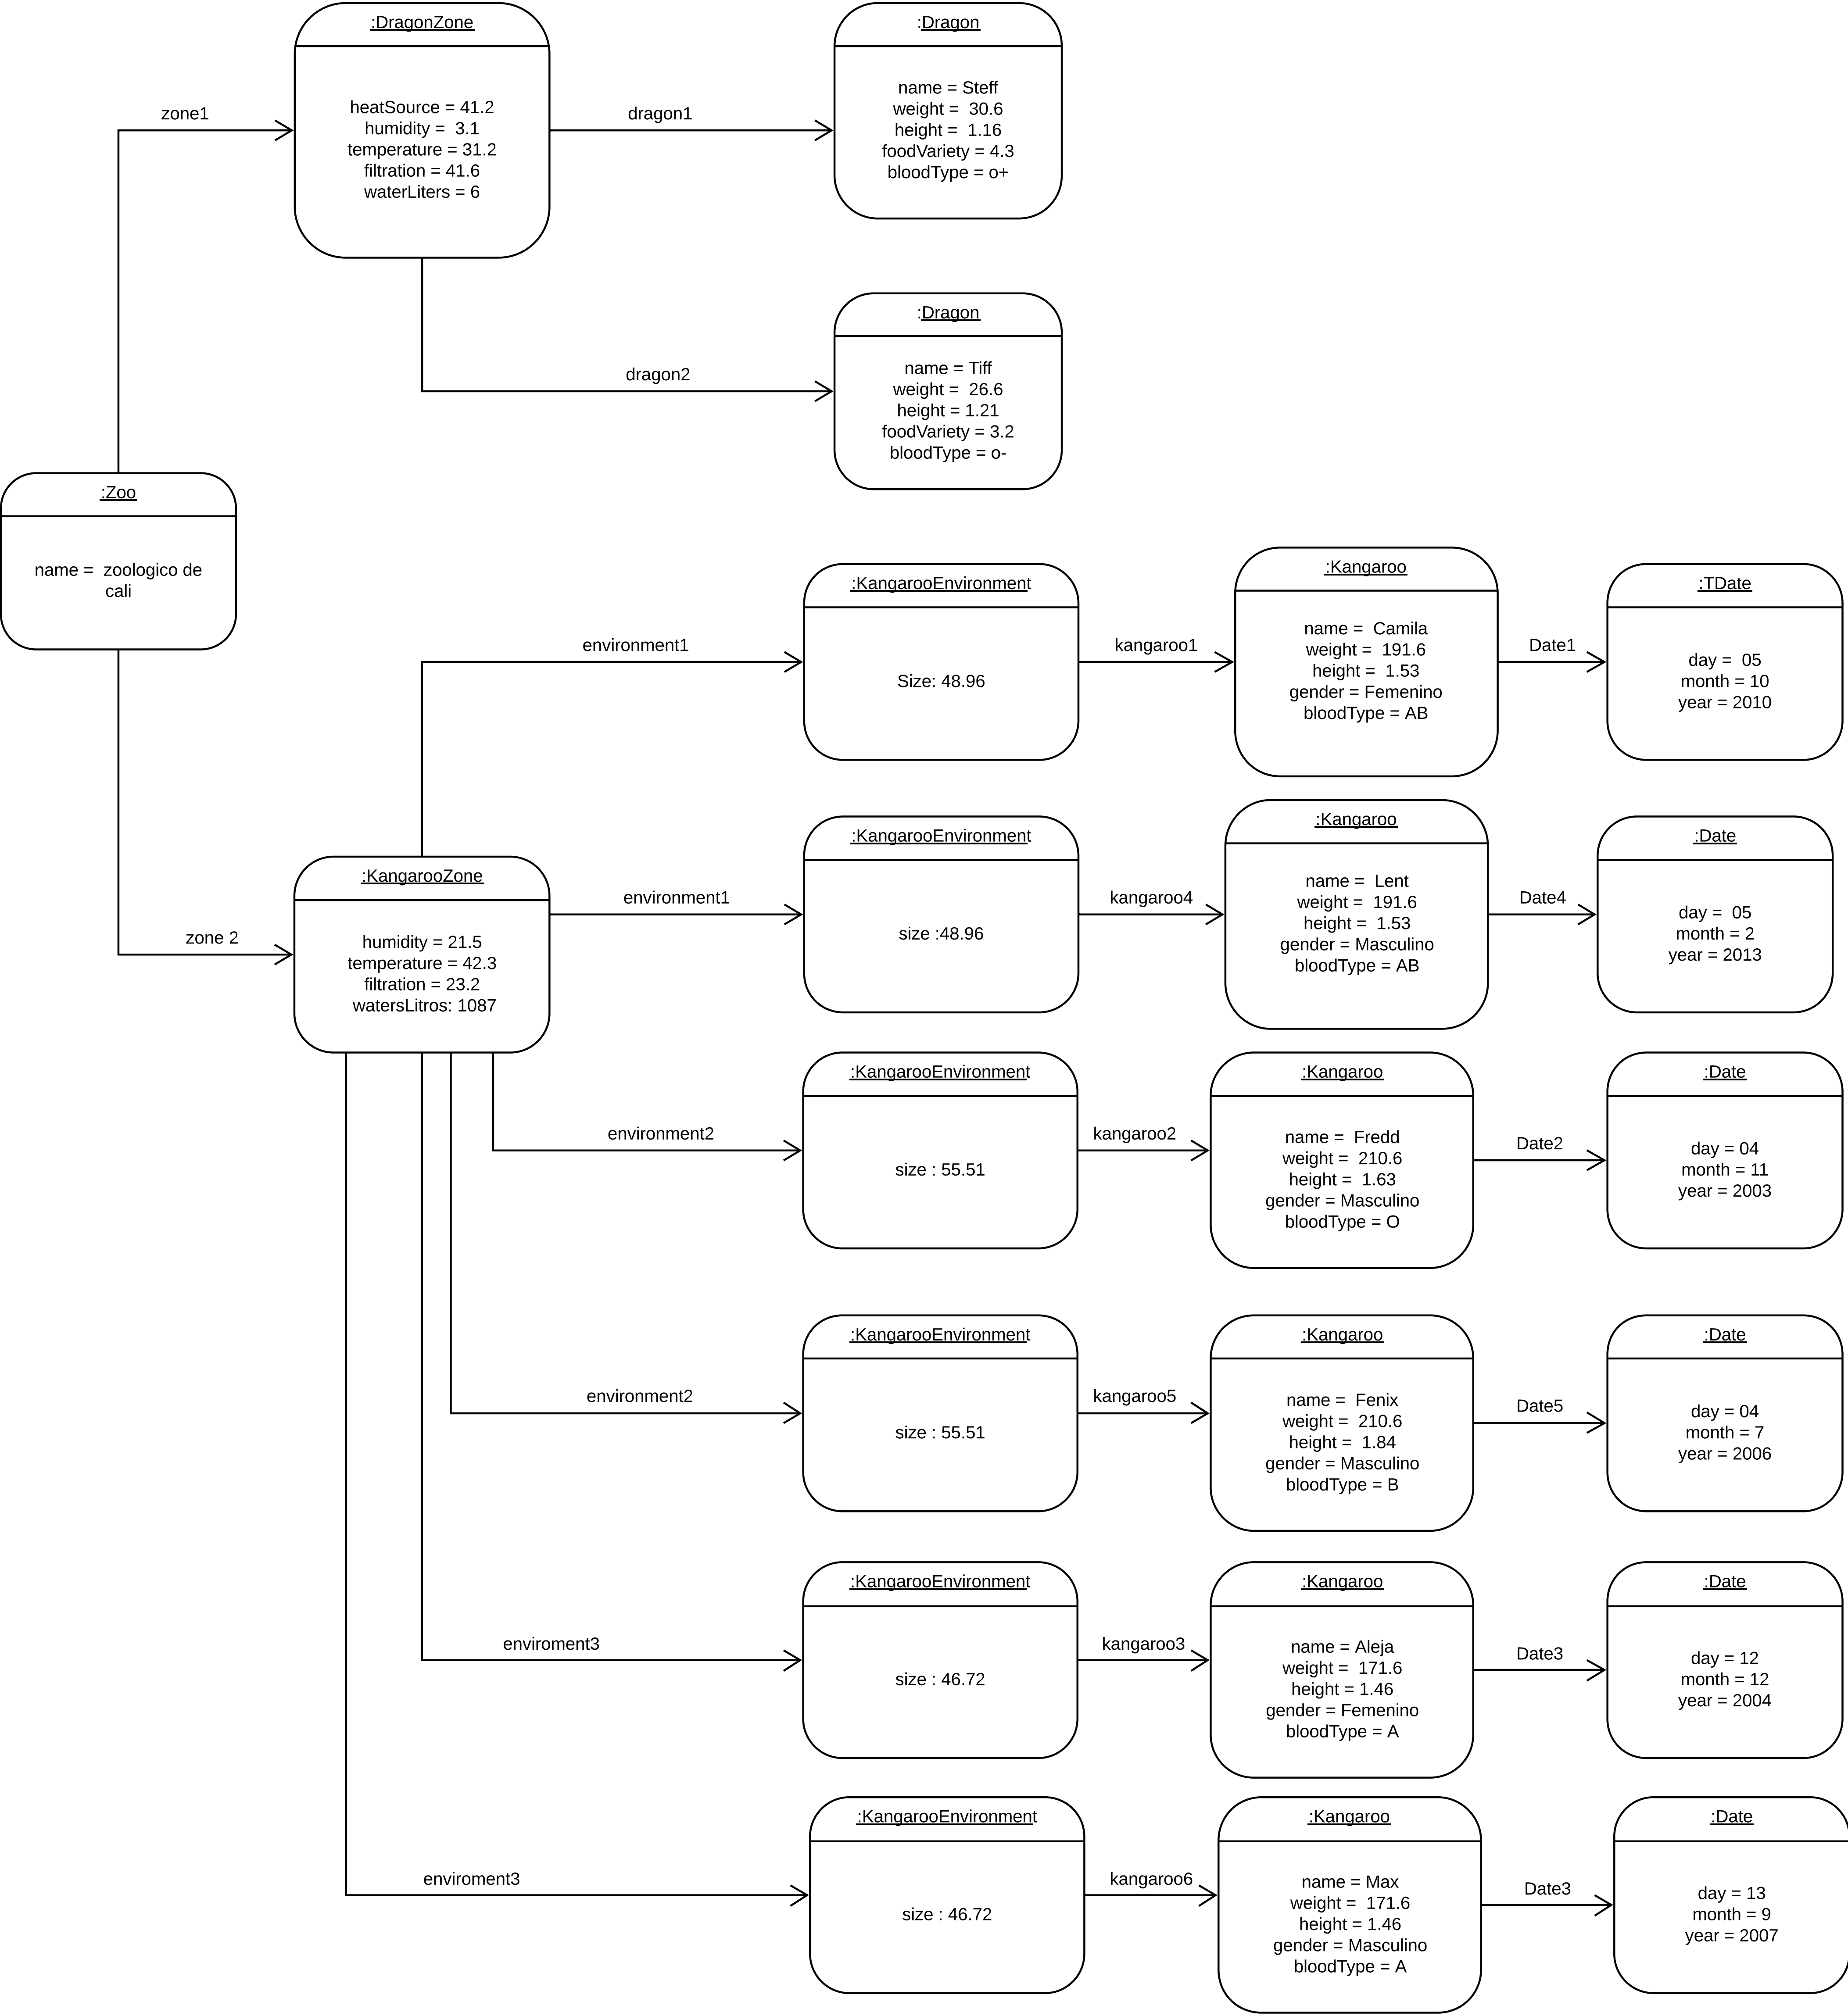 :DragonZone
heatSource = 41.2
humidity =  3.1
temperature = 31.2
filtration = 41.6
waterLiters = 6
zone1
dragon1
:Dragon
name = Steff
weight =  30.6
height =  1.16
foodVariety = 4.3
bloodType = o+
dragon2
:Dragon
name = Tiff
weight =  26.6
height = 1.21
foodVariety = 3.2
bloodType = o-
:Zoo
name =  zoologico de
cali
zone 2
:KangarooZone
humidity = 21.5
temperature = 42.3
filtration = 23.2
watersLitros: 1087
environment1
:KangarooEnvironment
Size: 48.96
kangaroo1
:Kangaroo
name =  Camila
weight =  191.6
height =  1.53
gender = Femenino
bloodType = AB
Date1
:TDate
day =  05
month = 10
year = 2010
environment1
:KangarooEnvironment
size :48.96
kangaroo4
:Kangaroo
name =  Lent
weight =  191.6
height =  1.53
gender = Masculino
bloodType = AB
Date4
:Date
day =  05
month = 2
year = 2013
environment2
:KangarooEnvironment
size : 55.51
kangaroo2
:Kangaroo
name =  Fredd
weight =  210.6
height =  1.63
gender = Masculino
bloodType = O
Date2
:Date
day = 04
month = 11
year = 2003
environment2
:KangarooEnvironment
size : 55.51
kangaroo5
:Kangaroo
name =  Fenix
weight =  210.6
height =  1.84
gender = Masculino
bloodType = B
Date5
:Date
day = 04
month = 7
year = 2006
enviroment3
:KangarooEnvironment
size : 46.72
kangaroo3
:Kangaroo
name = Aleja
weight =  171.6
height = 1.46
gender = Femenino
bloodType = A
Date3
:Date
day = 12
month = 12
year = 2004
enviroment3
:KangarooEnvironment
size : 46.72
kangaroo6
:Kangaroo
name = Max
weight =  171.6
height = 1.46
gender = Masculino
bloodType = A
Date3
:Date
day = 13
month = 9
year = 2007